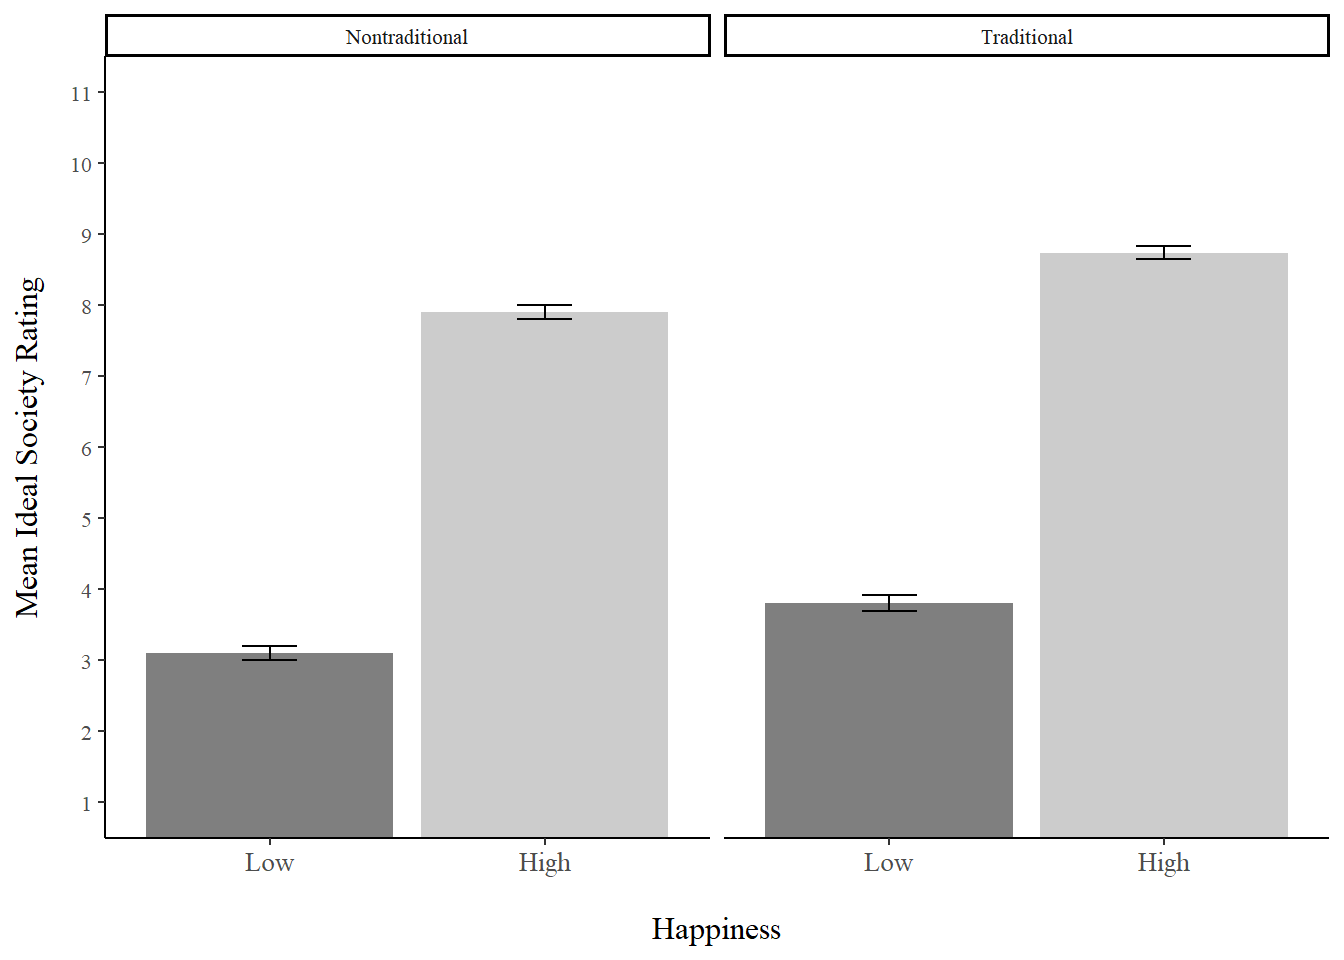 Nontraditional
Traditional
Mean Ideal Society Rating
11
10
9
8
7
6
5
4
3
2
1
Low
High
Low
High
Happiness